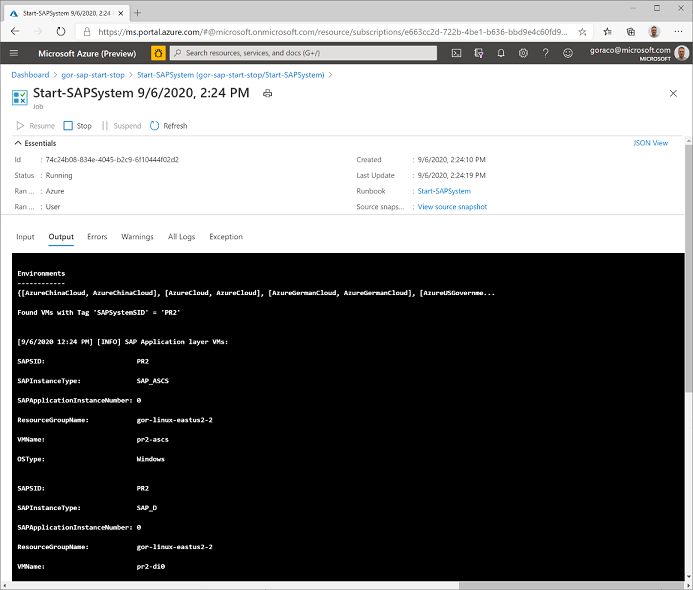 Start-SAPSystem 9/6/2020, 2:24
https://ms.portal.azure.com/#@microsoft.onmicrosoft.com/resource/subscriptions/e663cc2d-722b-4be1-b636-bbd9e4c60fd9...
Microsoft Azure (Preview)
Search resources, services, and docs (G+/)
goraco@microsoft.com
MICROSOFT
Dashboard > gor-sap-start-stop > Start-SAPSystem (gor-sap-start-stop/Start-SAPSystem) >
Start-SAPSystem 9/6/2020, 2:24 PM
Job
Resume Stop Suspend Refresh
Essentials JSON View
Id : 74c24b08-834e-4045-b2c9-6f10444f02d2
Created : 9/6/2020, 2:24:10 PM
Status : Running
Last Update : 9/6/2020, 2:24:19 PM
Ran ... : Azure
Runbook : Start-SAPSystem
Ran ... : User
Source snaps... : View source snapshot
Input Output Errors Warnings All Logs Exception
Environments
------------
{[AzureChinaCloud, AzureChinaCloud], [AzureCloud, AzureCloud], [AzureGermanCloud, AzureGermanCloud], [AzureUSGovernme...
Found VMs with Tag 'SAPSystemSID' = 'PR2'
[9/6/2020 12:24 PM] [INFO] SAP Application layer VMs:
SAPSID: PR2
SAPInstanceType: SAP_ASCS
SAPApplicationInstanceNumber: 0
ResourceGroupName: gor-linux-eastus2-2
VMName: pr2-ascs
OSType: Windows
SAPSID: PR2
SAPInstanceType: SAP_D
SAPApplicationInstanceNumber: 0
ResourceGroupName: gor-linux-eastus2-2
VMName: pr2-di0